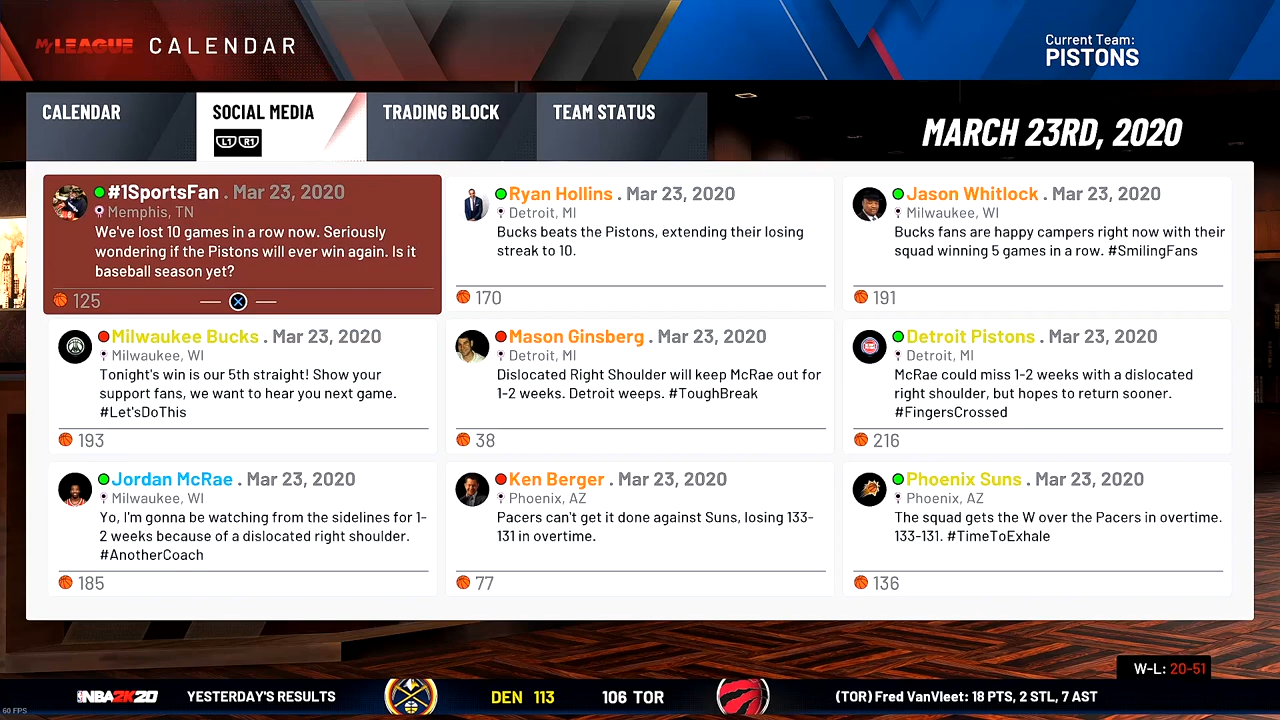 MyLEAGUE CALENDAR
Current Team:
PISTONS
CALENDAR
SOCIAL MEDIA
L1 R1
TRADING BLOCK
TEAM STATUS
MARCH 23RD, 2020
#1SportsFan . Mar 23, 2020
Memphis, TN
We've lost 10 games in a row now. Seriously
wondering if the Pistons will ever win again. Is it
baseball season yet?
125
Ryan Hollins . Mar 23, 2020
Detroit, MI
Bucks beats the Pistons, extending their losing
streak to 10.
170
Jason Whitlock . Mar 23, 2020
Milwaukee, WI
Bucks fans are happy campers right now with their
squad winning 5 games in a row. #SmilingFans
191
Milwaukee Bucks . Mar 23, 2020
Milwaukee, WI
Tonight's win is our 5th straight! Show your
support fans, we want to hear you next game.
#Let'sDoThis
193
Mason Ginsberg . Mar 23, 2020
Detroit, MI
Dislocated Right Shoulder will keep McRae out for
1-2 weeks. Detroit weeps. #ToughBreak
38
Detroit Pistons . Mar 23, 2020
Detroit, MI
McRae could miss 1-2 weeks with a dislocated
right shoulder, but hopes to return sooner.
#FingersCrossed
216
Jordan McRae . Mar 23, 2020
Milwaukee, WI
Yo, I'm gonna be watching from the sidelines for 1-
2 weeks because of a dislocated right shoulder.
#AnotherCoach
185
Ken Berger . Mar 23, 2020
Phoenix, AZ
Pacers can't get it done against Suns, losing 133-
131 in overtime.
77
Phoenix Suns . Mar 23, 2020
Phoenix, AZ
The squad gets the W over the Pacers in overtime.
133-131. #TimeToExhale
136
W-L: 20-51
NBA2K20 YESTERDAY'S RESULTS DEN 113 106 TOR (TOR) Fred VanVleet: 18 PTS, 2 STL, 7 AST
60 FPS